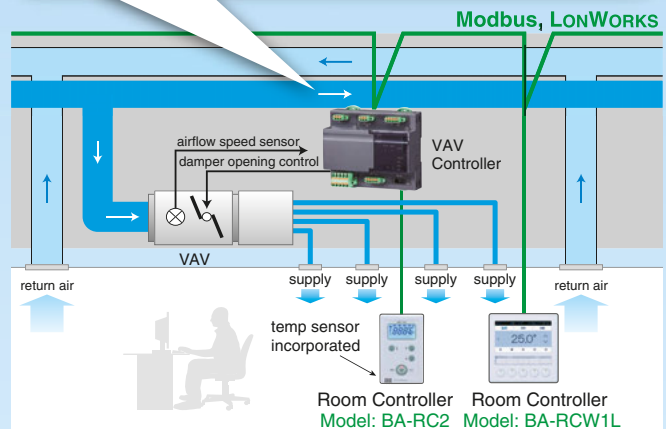 Modbus, LONWORKS
airflow speed sensor
damper opening control
VAV
Controller
VAV
return air
supply
supply
supply
supply
return air
temp sensor
incorporated
25.0°
Room Controller
Model: BA-RC2
Room Controller
Model: BA-RCW1L